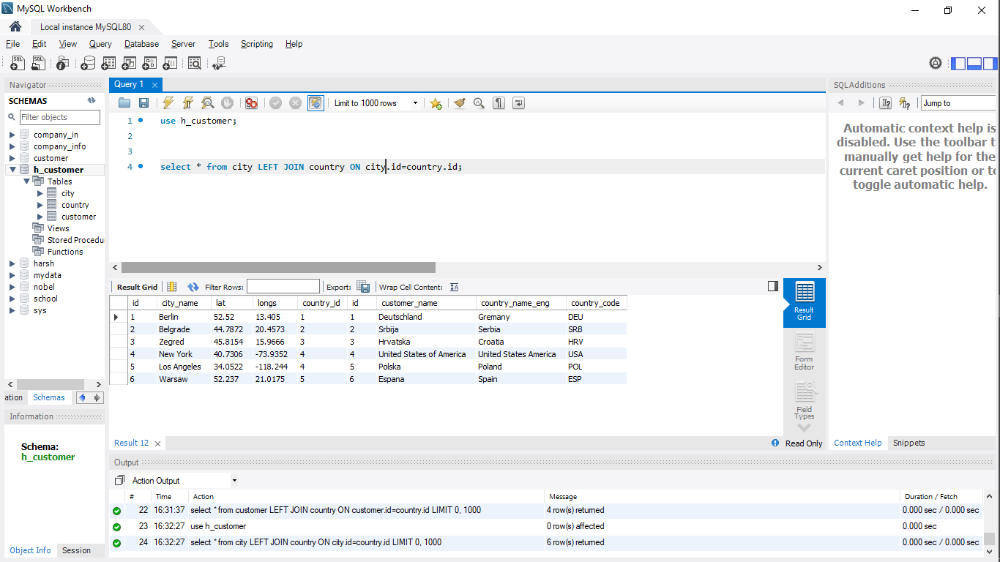 MySQL Workbench
Local instance MySQL80
File Edit View Query Database Server Tools Scripting Help
Navigator
SCHEMAS
Filter objects
company_in
company_info
customer
h_customer
Tables
city
country
customer
Views
Stored Procedu
Functions
harsh
mydata
nobel
school
sys
ation Schemas
Information
Schema:
h_customer
Object Info Session
Query 1
Limit to 1000 rows
1 use h_customer;
2
3
4 select * from city LEFT JOIN country ON city.id=country.id;
Result Grid Filter Rows: Export: Wrap Cell Content:
id city_name lat longs country_id id customer_name country_name_eng country_code
1 Berlin 52.52 13.405 1 1 Deutschland Gremany DEU
2 Belgrade 44.7872 20.4573 2 2 Srbija Serbia SRB
3 Zegred 45.8154 15.9666 3 3 Hrvatska Croatia HRV
4 New York 40.7306 -73.9352 4 4 United States of America United States America USA
5 Los Angeles 34.0522 -118.244 4 5 Polska Poland POL
6 Warsaw 52.237 21.0175 5 6 Espana Spain ESP
Result
Grid
Form
Editor
Field
Types
Result 12
Read Only
SQLAdditions
Jump to
Automatic context help is
disabled. Use the toolbar t
manually get help for the
current caret position or to
toggle automatic help.
Context Help Snippets
Output
Action Output
# Time Action Message Duration / Fetch
22 16:31:37 select * from customer LEFT JOIN country ON customer.id=country.id LIMIT 0, 1000 4 row(s) returned 0.000 sec / 0.000 sec
23 16:32:27 use h_customer 0 row(s) affected 0.000 sec
24 16:32:27 select * from city LEFT JOIN country ON city.id=country.id LIMIT 0, 1000 6 row(s) returned 0.000 sec / 0.000 sec